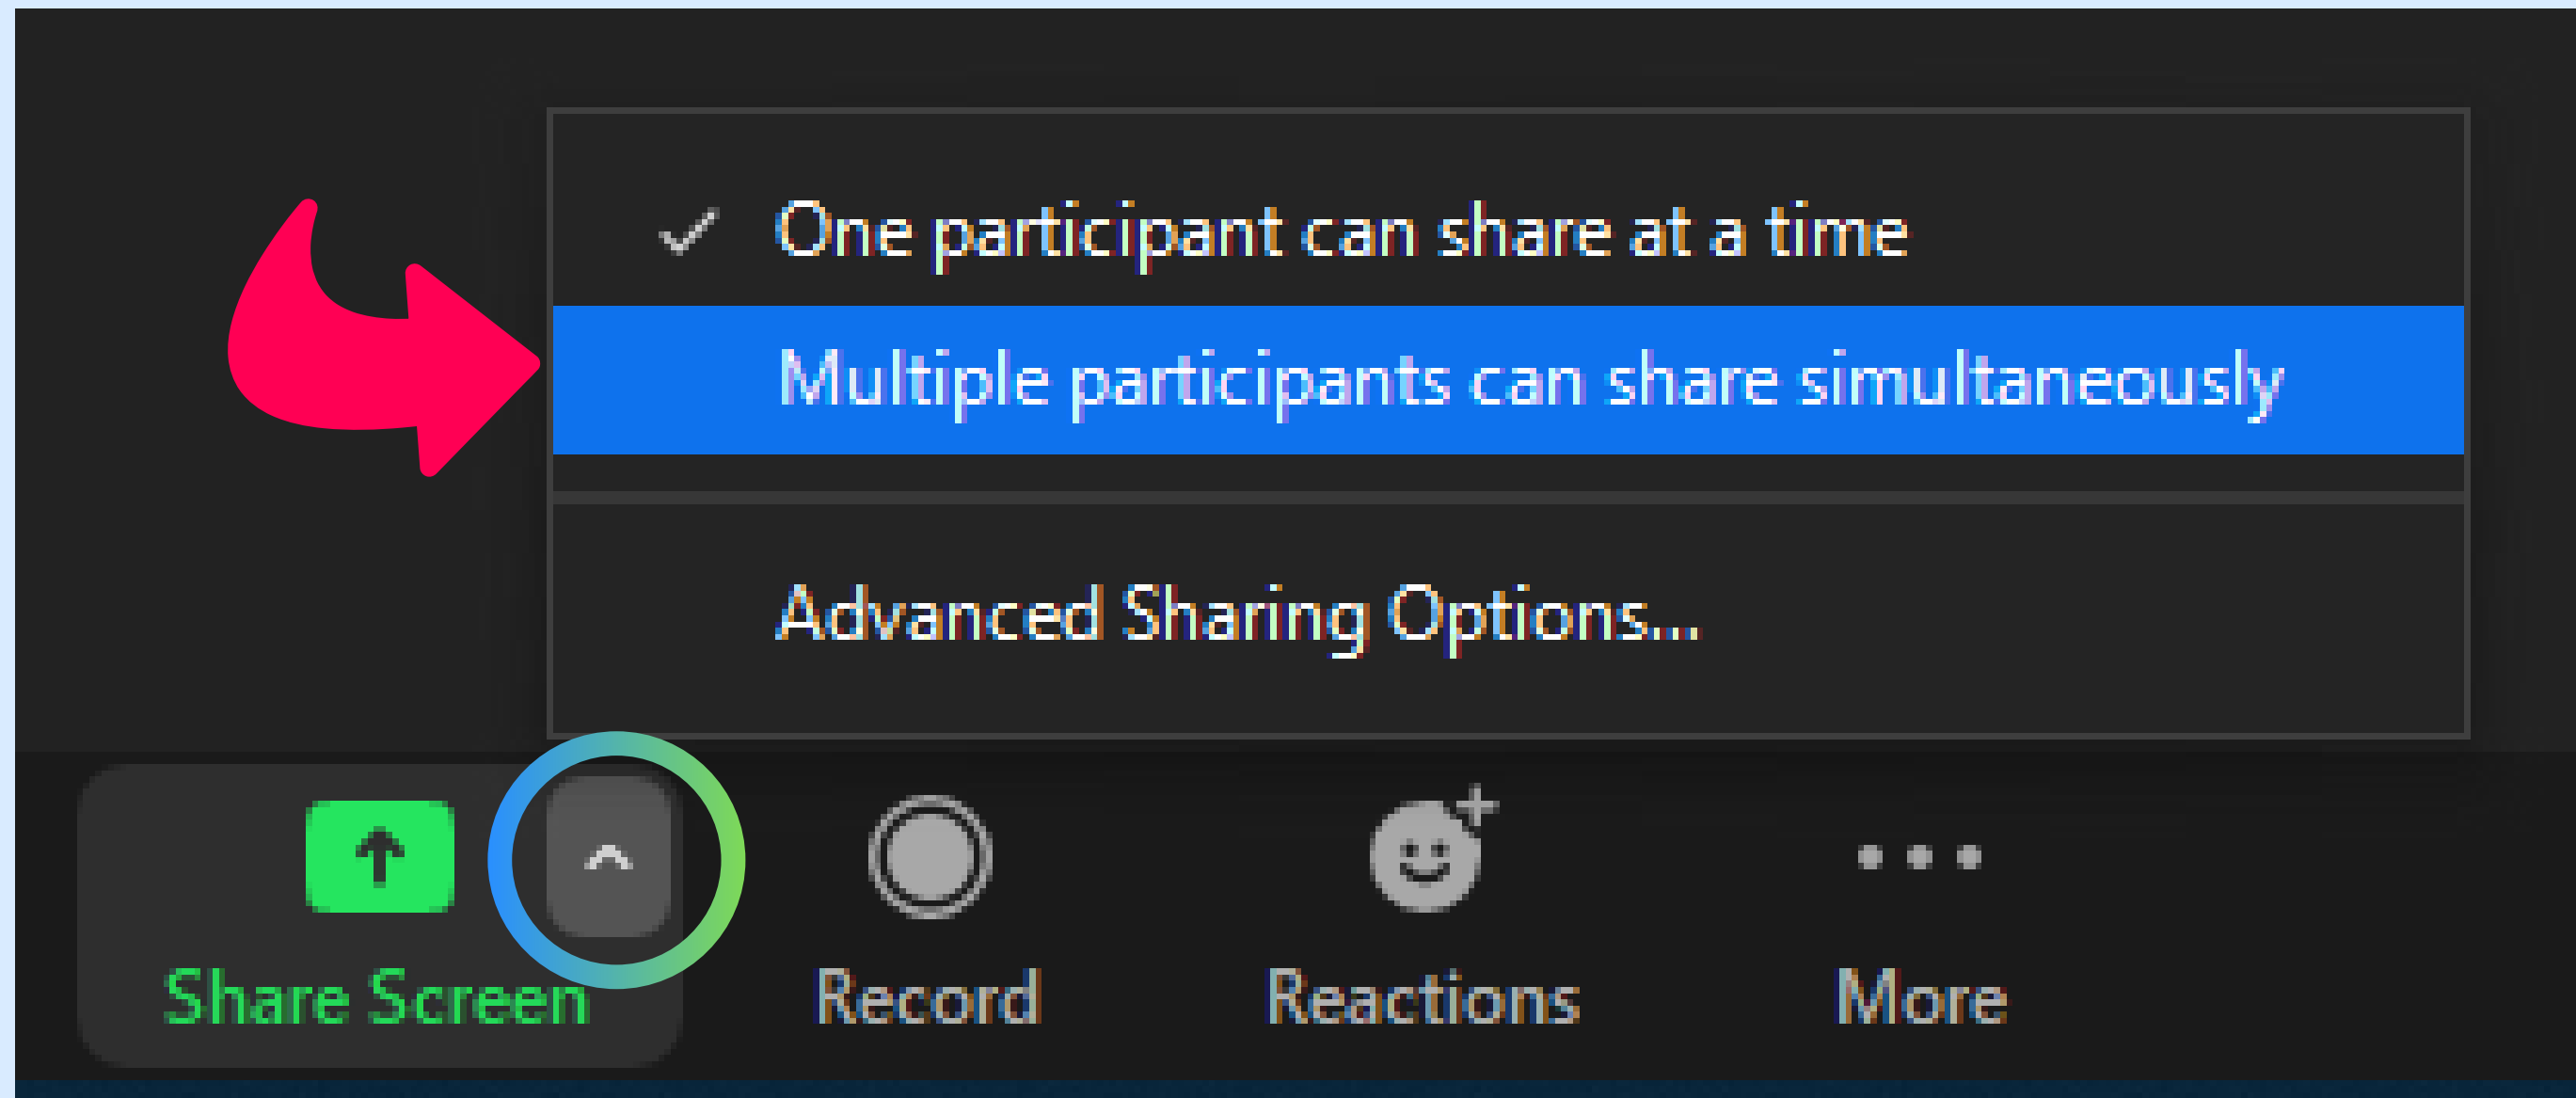 One participant can share at a time
Multiple participants can share simultaneously
Advanced Sharing Options...
Share Screen
Record
Reactions
More